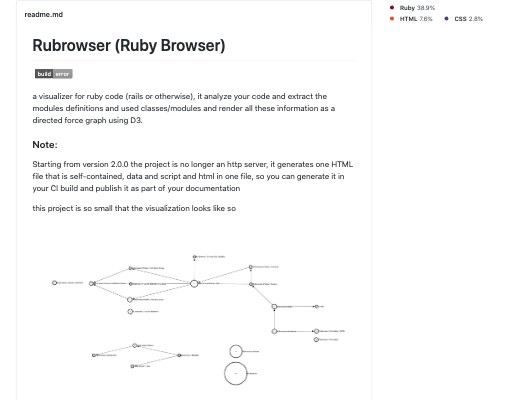 readme.md
Ruby 38.9%
HTML 7.6% CSS 2.8%
Rubrowser (Ruby Browser)
build error
a visualizer for ruby code (rails or otherwise), it analyze your code and extract the
modules definitions and used classes/modules and render all these information as a
directed force graph using D3.
Note:
Starting from version 2.0.0 the project is no longer an http server, it generates one HTML
file that is self-contained, data and script and html in one file, so you can generate it in
your CI build and publish it as part of your documentation
this project is so small that the visualization looks like so